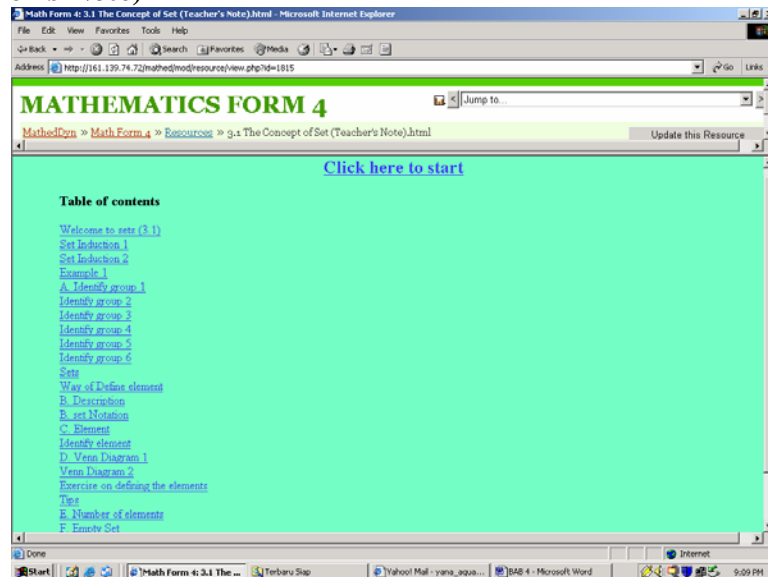 Math Form 4: 3.1 The Concept of Set (Teacher's Note).html - Microsoft Internet Explorer
File Edit View Favorites Tools Help
Back Search Favorites Media
Address http://161.139.74.72/mathed/mod/resource/view.php?id=1815 Go Links
MATHEMATICS FORM 4
Jump to...
MathedDyn » Math Form 4 » Resources » 3.1 The Concept of Set (Teacher's Note).html
Update this Resource
Click here to start
Table of contents
Welcome to sets (3.1)
Set Induction 1
Set Induction 2
Example 1
A. Identify group 1
Identify group 2
Identify group 3
Identify group 4
Identify group 5
Identify group 6
Sets
Way of Define element
B. Description
B. set Notation
C. Element
Identify element
D. Venn Diagram 1
Venn Diagram 2
Exercise on defining the elements
Tips
E. Number of elements
F. Empty Set
Done Internet
Start Math Form 4: 3.1 The ... Terbaru Siap Yahoo! Mail - yana_aqua... BAB 4 - Microsoft Word 9:09 PM